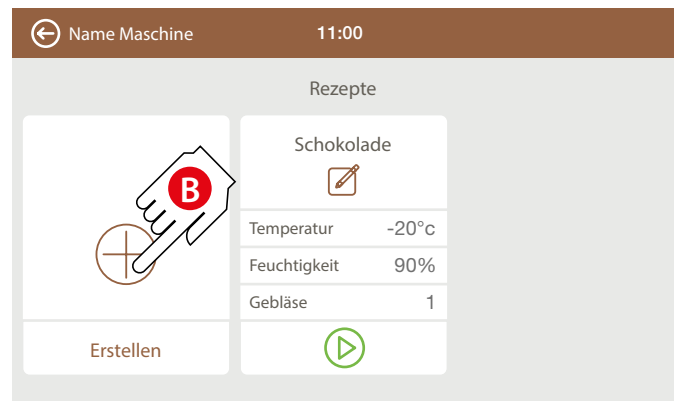 Name Maschine 11:00
Rezepte
B
Erstellen
Schokolade
Temperatur -20°c
Feuchtigkeit 90%
Gebläse 1